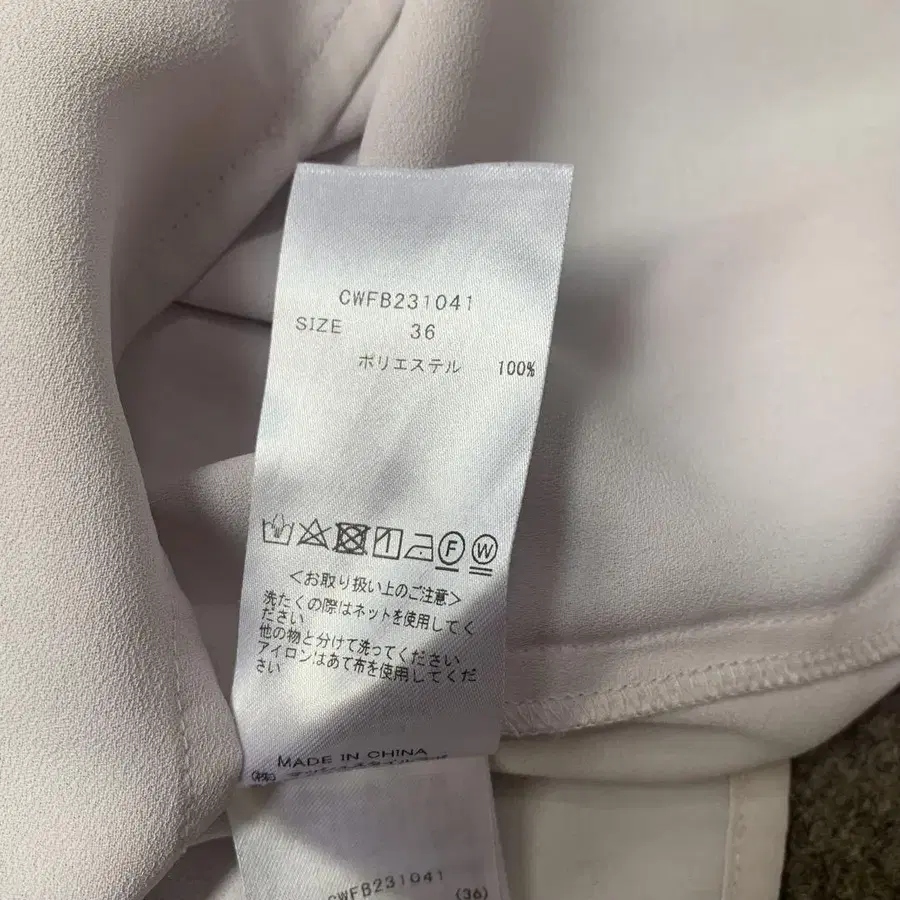 CWFB231041
SIZE 36
ポリエステル 100%
F W
<お取り扱い上のご注意>
洗たくの際はネットを使用してく
ださい
他の物と分けて洗ってください
アイロンはあて布を使用してくだ
さい
MADE IN CHINA
(株)
CWFB231041
(36)